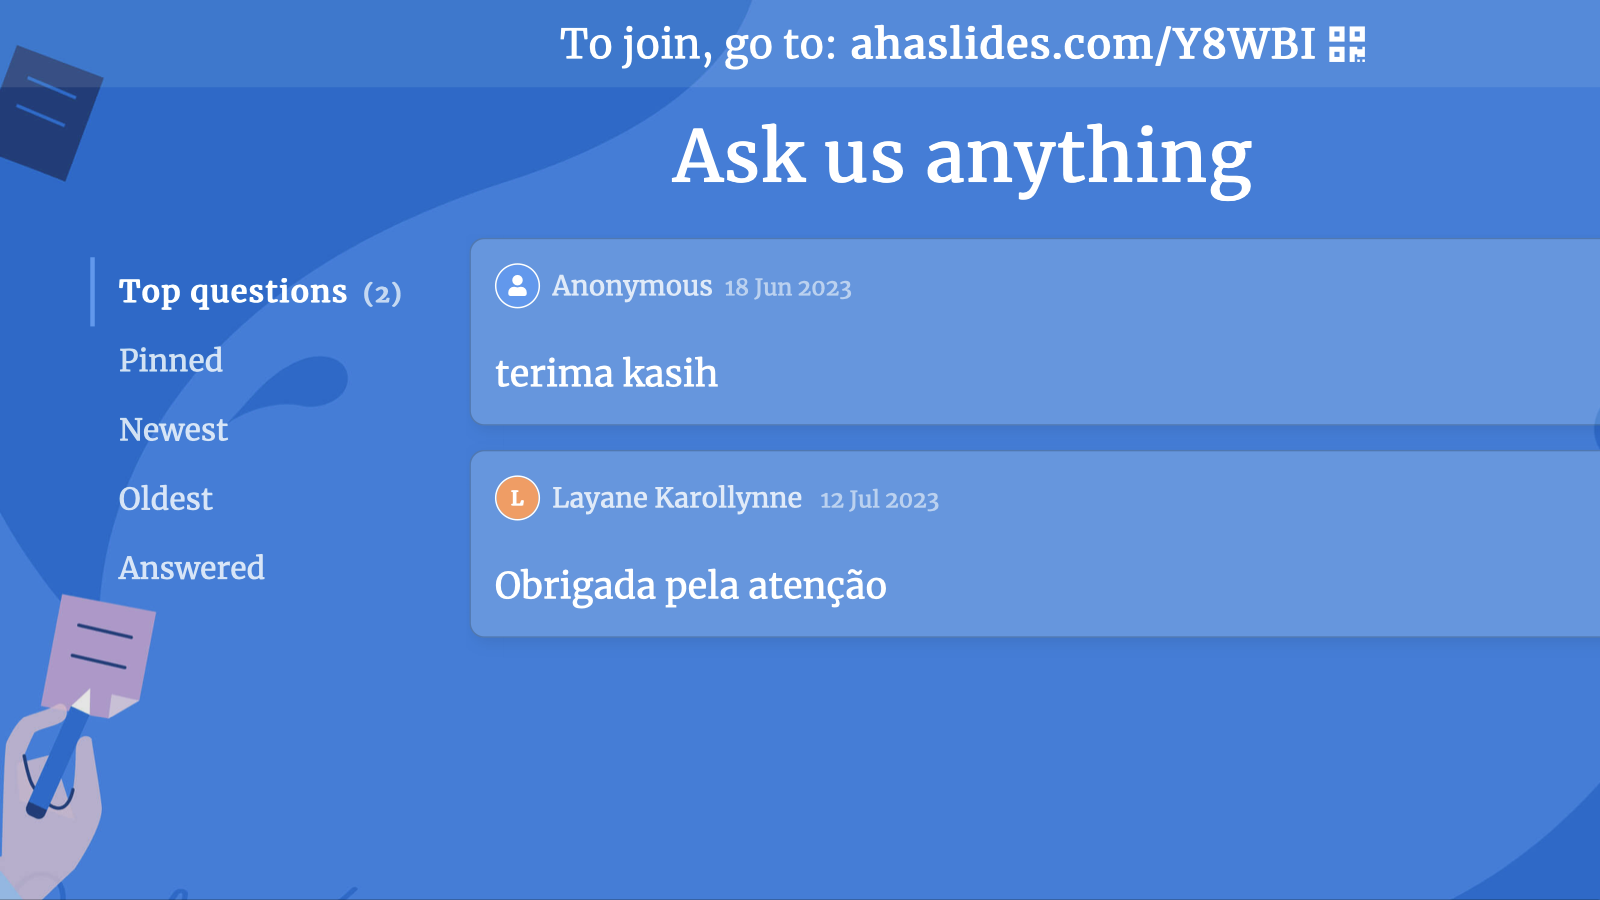 To join, go to: ahaslides.com/Y8WBI
Ask us anything
Top questions (2)
Pinned
Newest
Oldest
Answered
Anonymous 18 Jun 2023
terima kasih
L Layane Karollynne 12 Jul 2023
Obrigada pela atenção